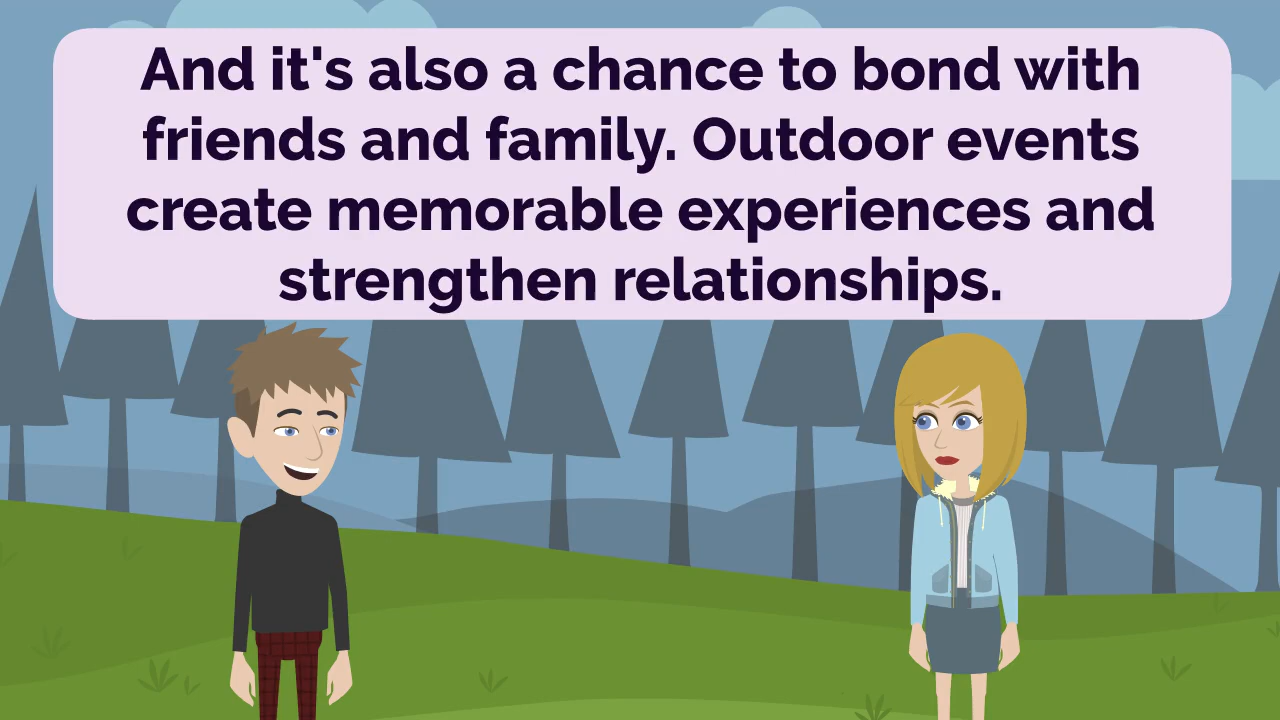 And it's also a chance to bond with
friends and family. Outdoor events
create memorable experiences and
strengthen relationships.